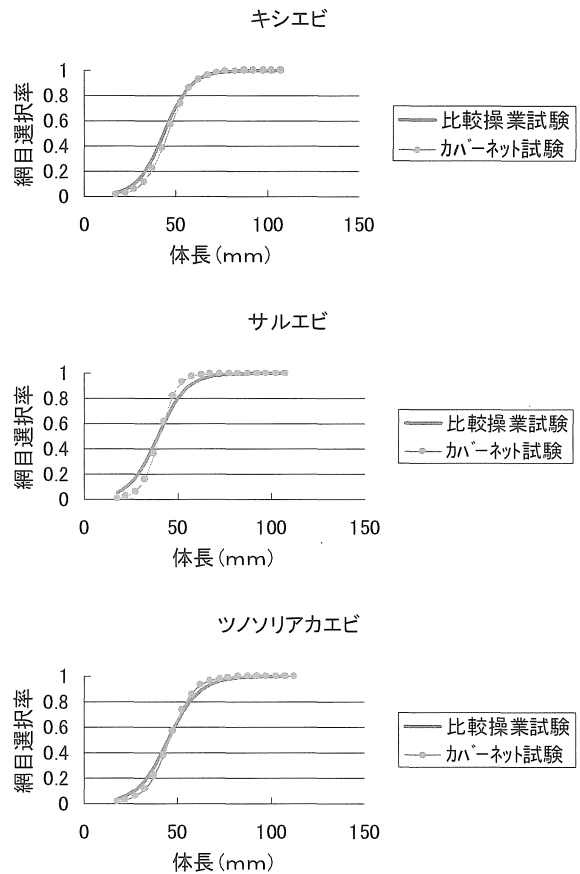 キシエビ
網目選択率
1
0.8
0.6
0.4
0.2
0
0 50 100 150
体長(mm)
比較操業試験
カバーネット試験
サルエビ
網目選択率
1
0.8
0.6
0.4
0.2
0
0 50 100 150
体長(mm)
比較操業試験
カバーネット試験
ツノソリアカエビ
網目選択率
1
0.8
0.6
0.4
0.2
0
0 50 100 150
体長(mm)
比較操業試験
カバーネット試験